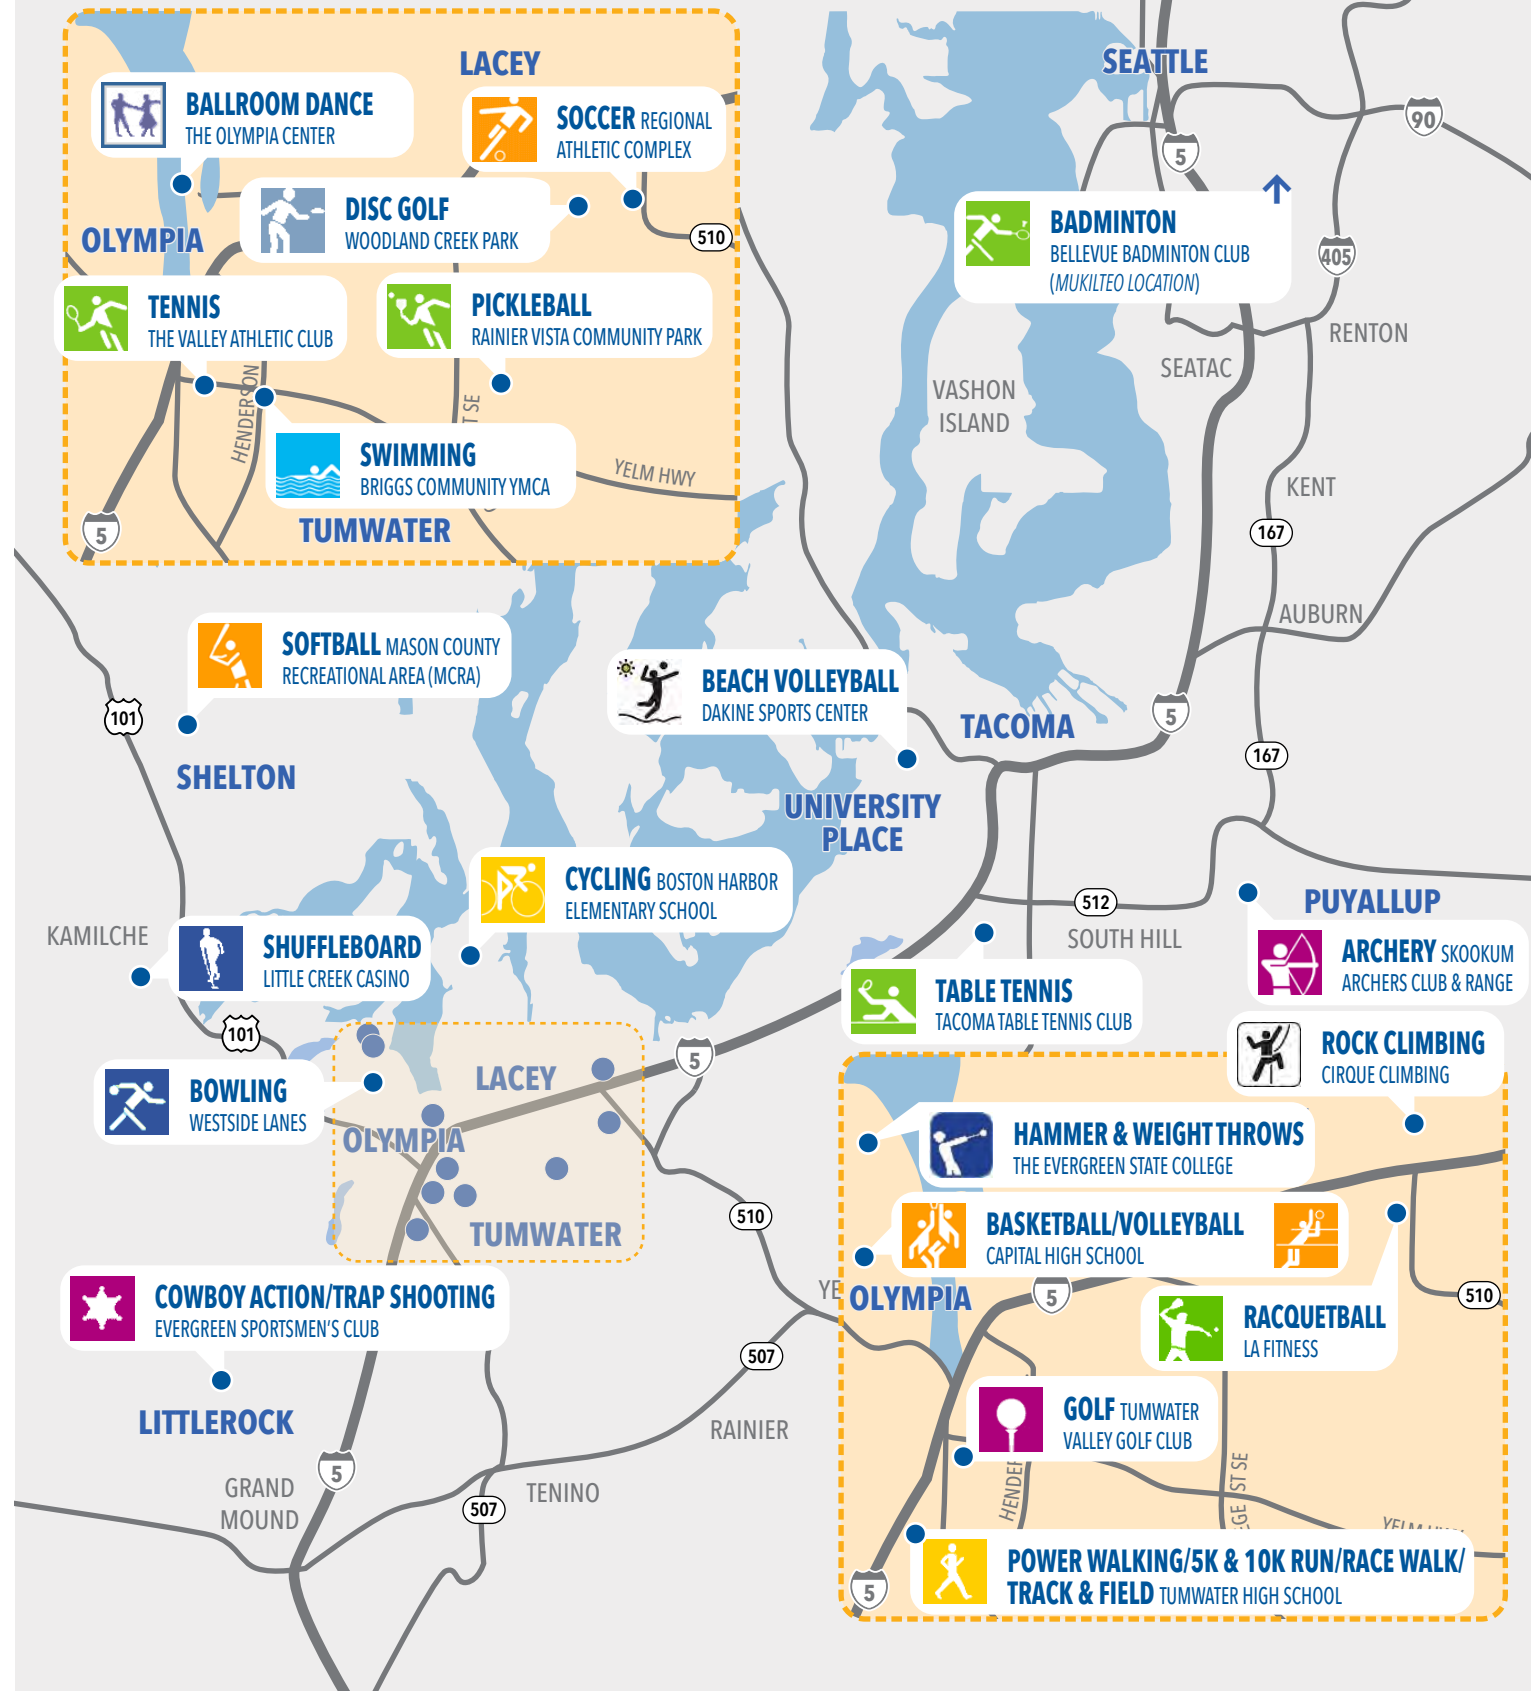 LACEY
SEATTLE
BALLROOM DANCE
THE OLYMPIA CENTER
SOCCER REGIONAL
ATHLETIC COMPLEX
90
5
DISC GOLF
WOODLAND CREEK PARK
OLYMPIA
510
BADMINTON
BELLEVUE BADMINTON CLUB
(MUKILTEO LOCATION)
405
TENNIS
THE VALLEY ATHLETIC CLUB
PICKLEBALL
RAINIER VISTA COMMUNITY PARK
RENTON
SEATAC
VASHON
ISLAND
HENDERSON
T SE
SWIMMING
BRIGGS COMMUNITY YMCA
YELM HWY
KENT
TUMWATER
5
167
AUBURN
SOFTBALL MASON COUNTY
RECREATIONAL AREA (MCRA)
BEACH VOLLEYBALL
DAKINE SPORTS CENTER
101
5
TACOMA
167
SHELTON
UNIVERSITY
PLACE
CYCLING BOSTON HARBOR
ELEMENTARY SCHOOL
512
PUYALLUP
KAMILCHE
SHUFFLEBOARD
LITTLE CREEK CASINO
SOUTH HILL
ARCHERY SKOOKUM
ARCHERS CLUB & RANGE
TABLE TENNIS
TACOMA TABLE TENNIS CLUB
101
ROCK CLIMBING
CIRQUE CLIMBING
5
LACEY
BOWLING
WESTSIDE LANES
OLYMPIA
HAMMER & WEIGHT THROWS
THE EVERGREEN STATE COLLEGE
510
TUMWATER
BASKETBALL/VOLLEYBALL
CAPITAL HIGH SCHOOL
YE
OLYMPIA
5
510
COWBOY ACTION/TRAP SHOOTING
EVERGREEN SPORTSMEN'S CLUB
RACQUETBALL
LA FITNESS
507
LITTLEROCK
GOLF TUMWATER
VALLEY GOLF CLUB
RAINIER
5
GRAND
MOUND
TENINO
507
HENDER
EGE ST SE
YELM HWY
POWER WALKING/5K & 10K RUN/RACE WALK/
TRACK & FIELD TUMWATER HIGH SCHOOL
5